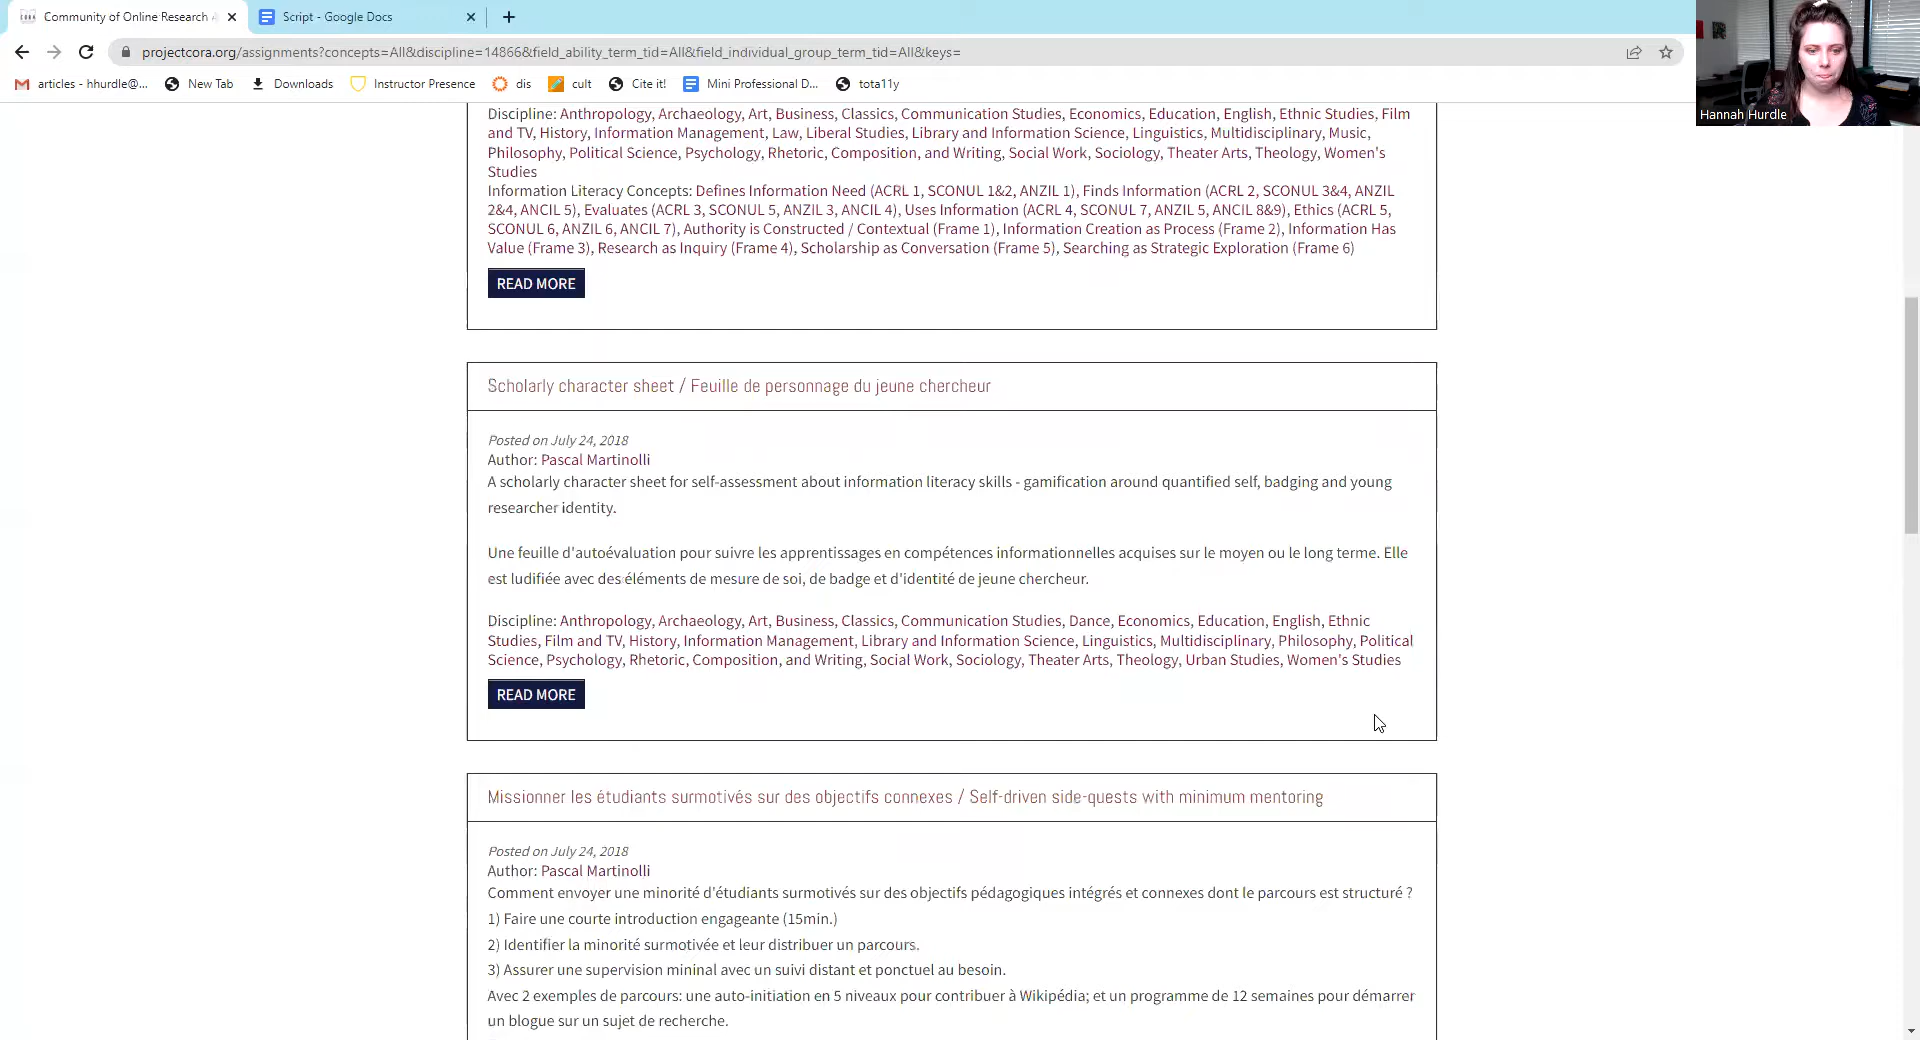 Community of Online Research A
Script - Google Docs
projectcora.org/assignments?concepts=All&discipline=14866&field_ability_term_tid=All&field_individual_group_term_tid=All&keys=
articles - hhurdle@...
New Tab
Downloads
Instructor Presence
dis
cult
Cite it!
Mini Professional D...
tota11y
Hannah Hurdle
Discipline: Anthropology, Archaeology, Art, Business, Classics, Communication Studies, Economics, Education, English, Ethnic Studies, Film
and TV, History, Information Management, Law, Liberal Studies, Library and Information Science, Linguistics, Multidisciplinary, Music,
Philosophy, Political Science, Psychology, Rhetoric, Composition, and Writing, Social Work, Sociology, Theater Arts, Theology, Women's
Studies
Information Literacy Concepts: Defines Information Need (ACRL 1, SCONUL 1&2, ANZIL 1), Finds Information (ACRL 2, SCONUL 3&4, ANZIL
2&4, ANCIL 5), Evaluates (ACRL 3, SCONUL 5, ANZIL 3, ANCIL 4), Uses Information (ACRL 4, SCONUL 7, ANZIL 5, ANCIL 8&9), Ethics (ACRL 5,
SCONUL 6, ANZIL 6, ANCIL 7), Authority is Constructed / Contextual (Frame 1), Information Creation as Process (Frame 2), Information Has
Value (Frame 3), Research as Inquiry (Frame 4), Scholarship as Conversation (Frame 5), Searching as Strategic Exploration (Frame 6)
READ MORE
Scholarly character sheet / Feuille de personnage du jeune chercheur
Posted on July 24, 2018
Author: Pascal Martinolli
A scholarly character sheet for self-assessment about information literacy skills - gamification around quantified self, badging and young
researcher identity.
Une feuille d'autoévaluation pour suivre les apprentissages en compétences informationnelles acquises sur le moyen ou le long terme. Elle
est ludifiée avec des éléments de mesure de soi, de badge et d'identité de jeune chercheur.
Discipline: Anthropology, Archaeology, Art, Business, Classics, Communication Studies, Dance, Economics, Education, English, Ethnic
Studies, Film and TV, History, Information Management, Library and Information Science, Linguistics, Multidisciplinary, Philosophy, Political
Science, Psychology, Rhetoric, Composition, and Writing, Social Work, Sociology, Theater Arts, Theology, Urban Studies, Women's Studies
READ MORE
Missionner les étudiants surmotivés sur des objectifs connexes / Self-driven side-quests with minimum mentoring
Posted on July 24, 2018
Author: Pascal Martinolli
Comment envoyer une minorité d'étudiants surmotivés sur des objectifs pédagogiques intégrés et connexes dont le parcours est structuré ?
1) Faire une courte introduction engageante (15min.)
2) Identifier la minorité surmotivée et leur distribuer un parcours.
3) Assurer une supervision mininal avec un suivi distant et ponctuel au besoin.
Avec 2 exemples de parcours: une auto-initiation en 5 niveaux pour contribuer à Wikipédia; et un programme de 12 semaines pour démarrer
un blogue sur un sujet de recherche.